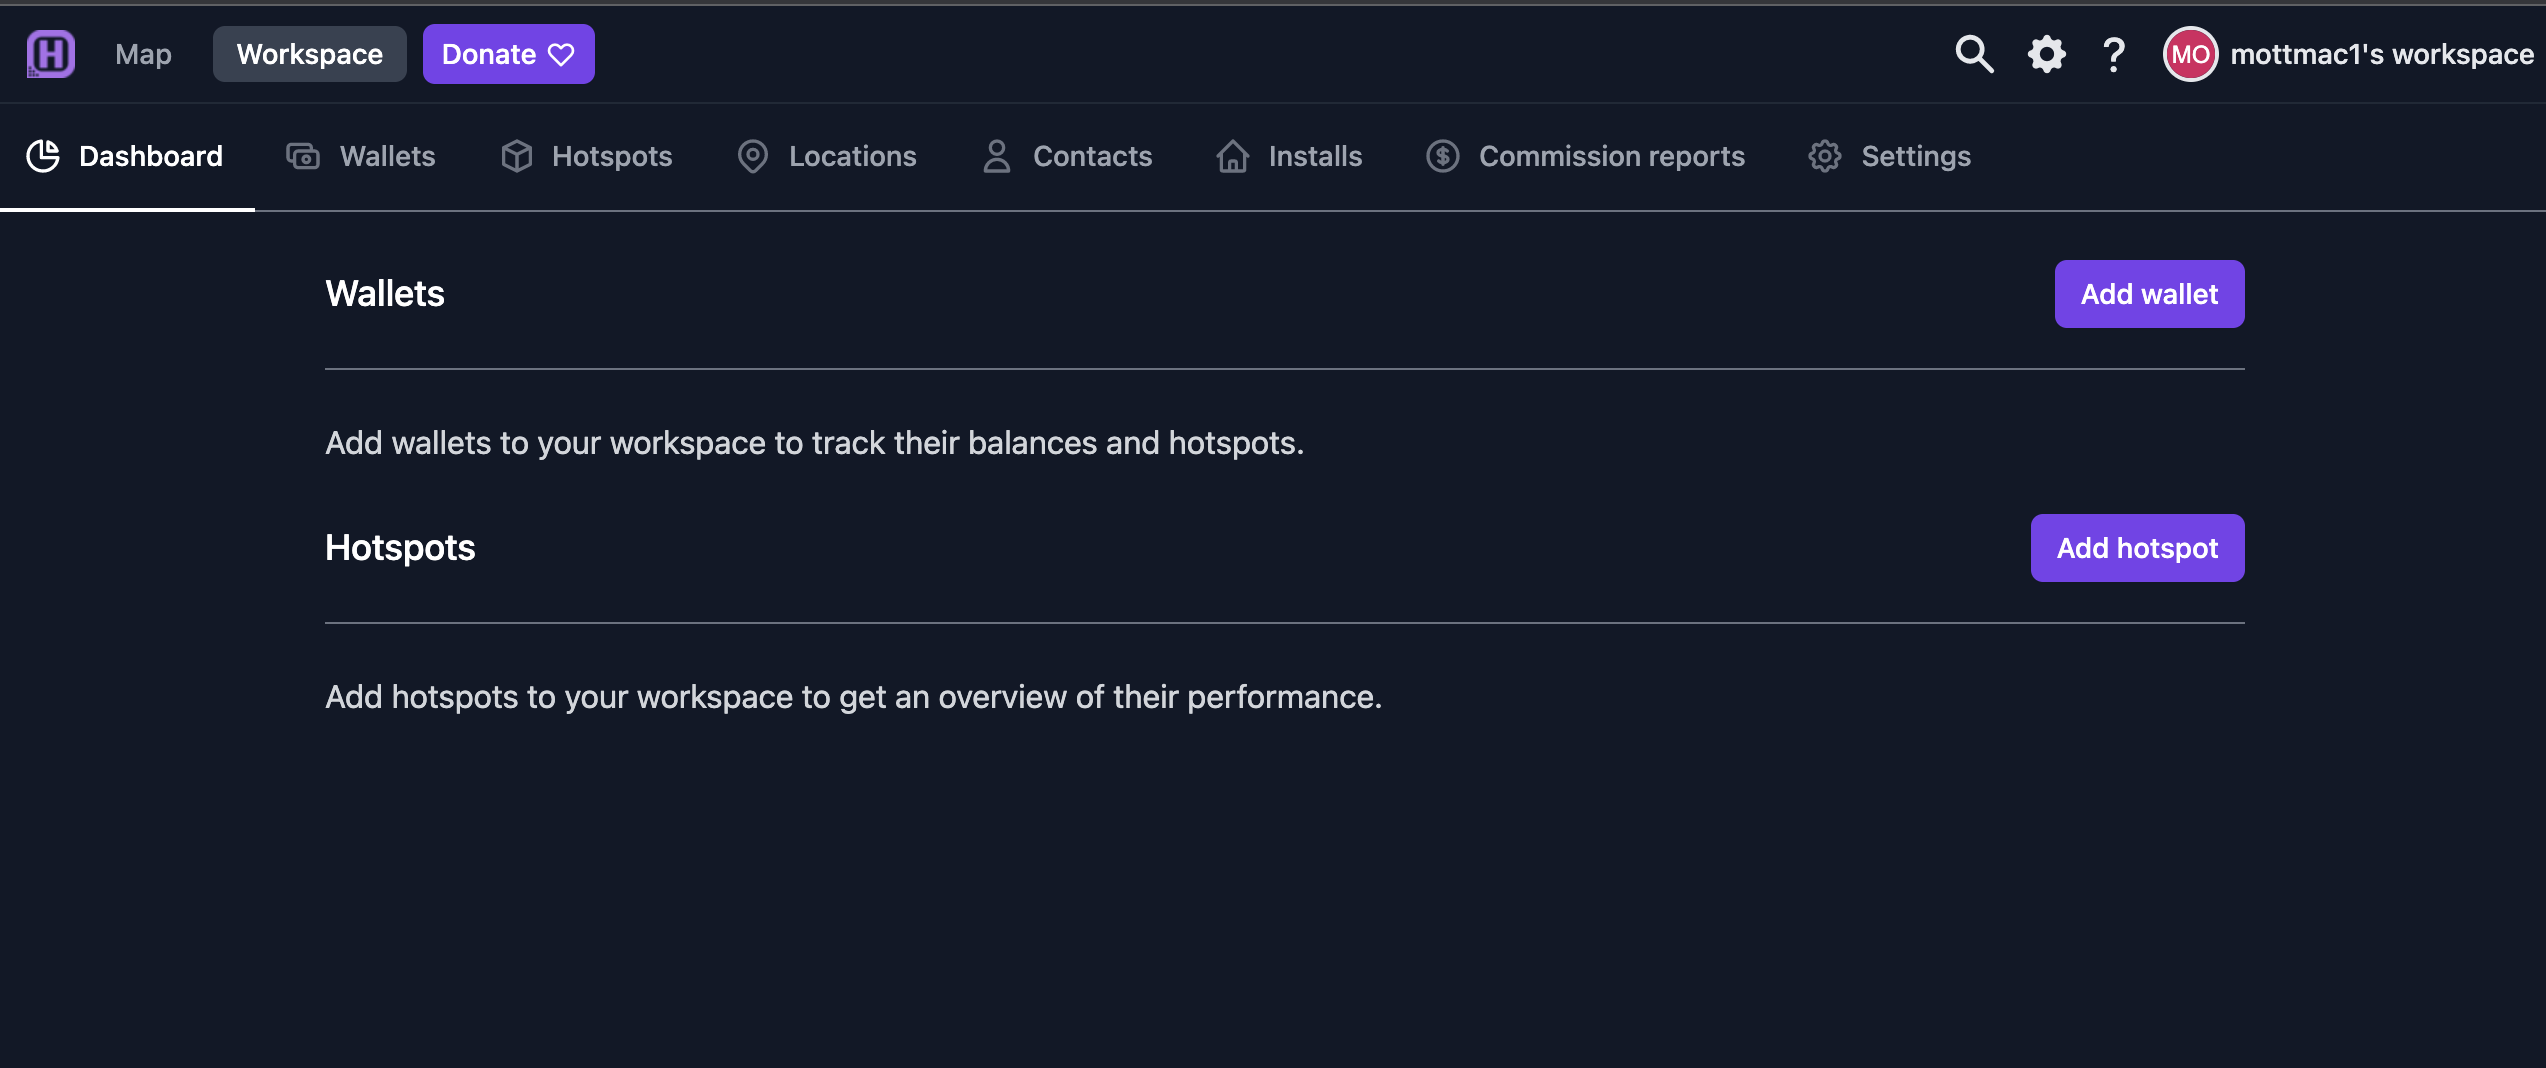 H Map Workspace Donate ? MO mottmac1's workspace
Dashboard Wallets Hotspots Locations Contacts Installs Commission reports Settings
Wallets Add wallet
Add wallets to your workspace to track their balances and hotspots.
Hotspots Add hotspot
Add hotspots to your workspace to get an overview of their performance.